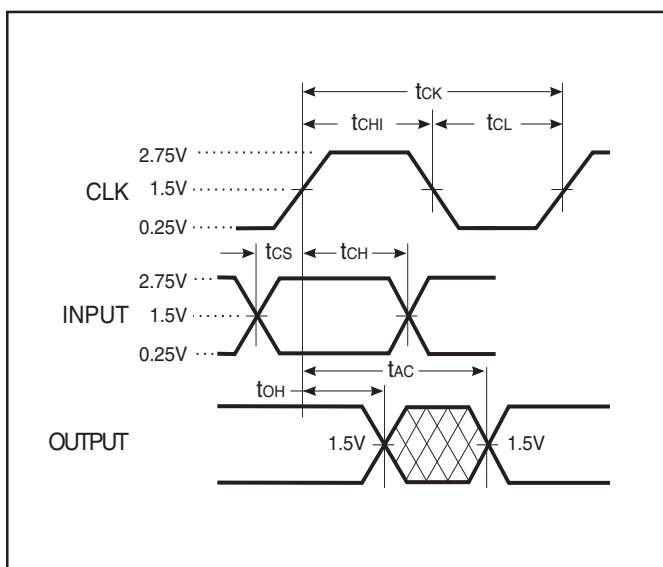 tCK
tCHI tCL
2.75V
CLK 1.5V
0.25V
tCS tCH
2.75V
INPUT 1.5V
0.25V
tAC
tOH
OUTPUT 1.5V 1.5V